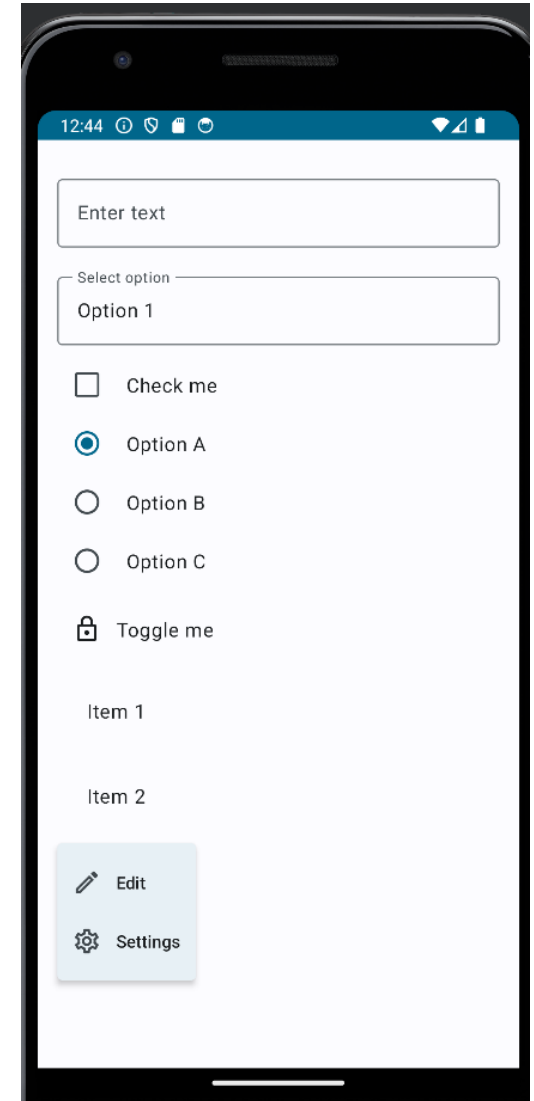 12:44
Enter text
Select option
Option 1
Check me
Option A
Option B
Option C
Toggle me
Item 1
Item 2
Edit
Settings